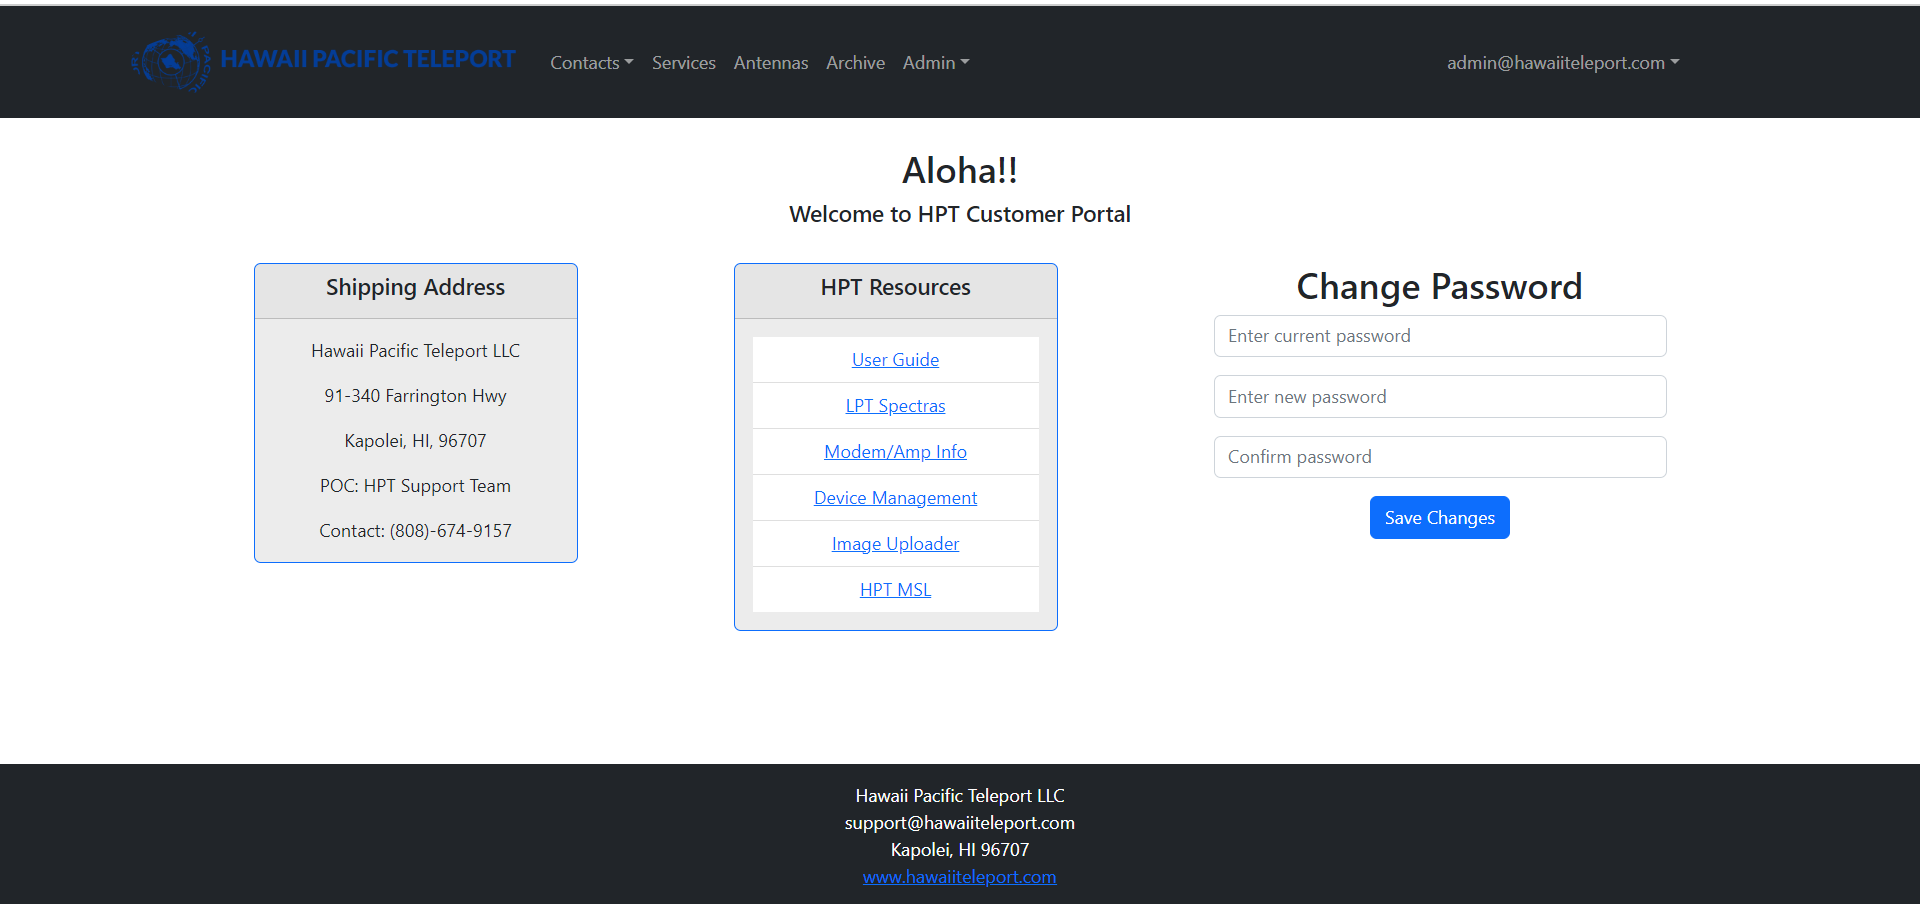 HAWAII PACIFIC TELEPORT
Contacts Services Antennas Archive Admin
admin@hawaiiteleport.com
Aloha!!
Welcome to HPT Customer Portal
Shipping Address
Hawaii Pacific Teleport LLC
91-340 Farrington Hwy
Kapolei, HI, 96707
POC: HPT Support Team
Contact: (808)-674-9157
HPT Resources
User Guide
LPT Spectras
Modem/Amp Info
Device Management
Image Uploader
HPT MSL
Change Password
Enter current password
Enter new password
Confirm password
Save Changes
Hawaii Pacific Teleport LLC
support@hawaiiteleport.com
Kapolei, HI 96707
www.hawaiiteleport.com